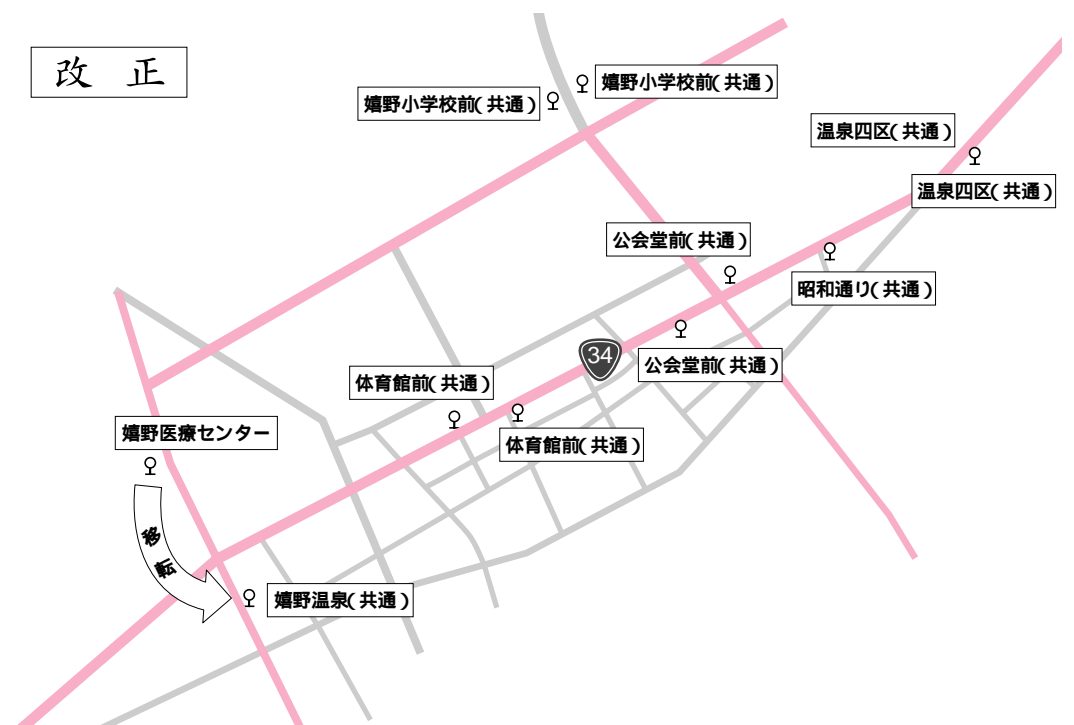 改 正
嬉野小学校前(共通)
嬉野小学校前(共通)
温泉四区(共通)
温泉四区(共通)
公会堂前(共通)
昭和通り(共通)
34
公会堂前(共通)
体育館前(共通)
体育館前(共通)
嬉野医療センター
移転
嬉野温泉(共通)